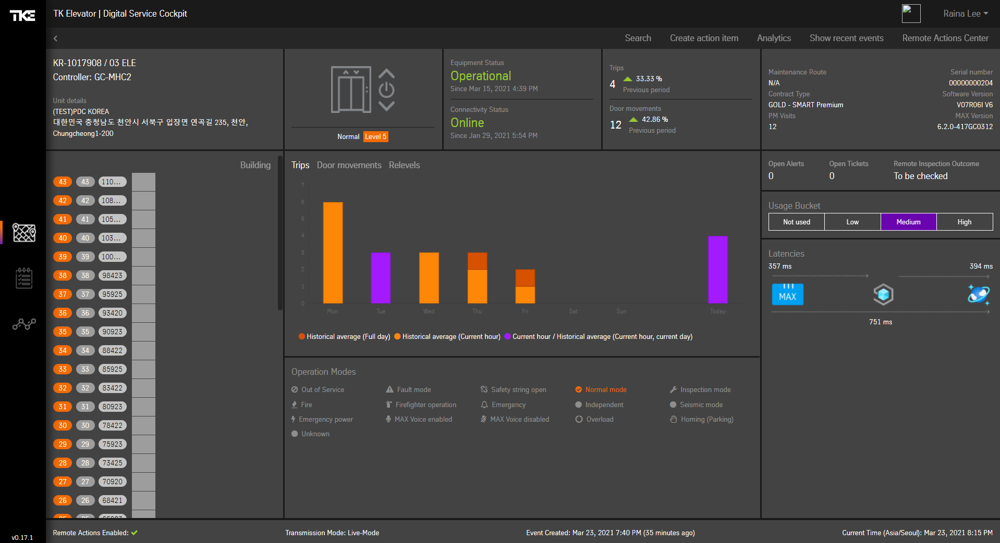 TKE
TK Elevator | Digital Service Cockpit
Raina Lee
Search
Create action item
Analytics
Show recent events
Remote Actions Center
KR-1017908 / 03 ELE
Controller: GC-MHC2
Unit details
(TEST)PDC KOREA
대한민국 충청남도 천안시 서북구 입장면 연곡길 235, 천안,
Chungcheong1-200
Normal Level 5
Equipment Status
Operational
Since Mar 15, 2021 4:39 PM
Connectivity Status
Online
Since Jan 29, 2021 5:54 PM
Trips
4 33.33 %
Previous period
Door movements
12 42.86 %
Previous period
Maintenance Route
N/A
Contract Type
GOLD - SMART Premium
PM Visits
12
Serial number
00000000204
Software Version
V07R06I V6
MAX Version
6.2.0-417GC0312
Building
43 43 110...
42 42 108...
41 41 105...
40 40 103...
39 39 100...
38 38 98423
37 37 95925
36 36 93420
35 35 90923
34 34 88422
33 33 85925
32 32 83422
31 31 80923
30 30 78422
29 29 75923
28 28 73425
27 27 70920
26 26 68421
Trips Door movements Relevels
7
6
5
4
3
2
1
0
Mon Tue Wed Thu Fri Sat Sun Today
Historical average (Full day) Historical average (Current hour) Current hour / Historical average (Current hour, current day)
Operation Modes
Out of Service Fault mode Safety string open Normal mode Inspection mode
Fire Firefighter operation Emergency Independent Seismic mode
Emergency power MAX Voice enabled MAX Voice disabled Overload Homing (Parking)
Unknown
Open Alerts
0
Open Tickets
0
Remote Inspection Outcome
To be checked
Usage Bucket
Not used Low Medium High
Latencies
357 ms 394 ms
MAX
751 ms
v0.17.1
Remote Actions Enabled:
Transmission Mode: Live-Mode
Event Created: Mar 23, 2021 7:40 PM (35 minutes ago)
Current Time (Asia/Seoul): Mar 23, 2021 8:15 PM